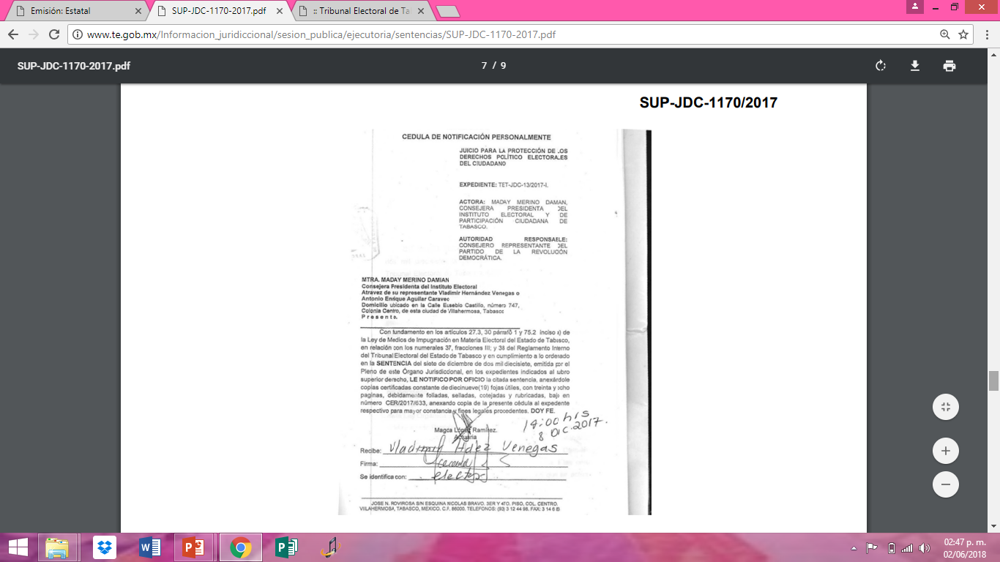 Emisión: Estatal
SUP-JDC-1170-2017.pdf
:: Tribunal Electoral de Ta
www.te.gob.mx/Informacion_juridiccional/sesion_publica/ejecutoria/sentencias/SUP-JDC-1170-2017.pdf
SUP-JDC-1170-2017.pdf
7 / 9
SUP-JDC-1170/2017
CEDULA DE NOTIFICACIÓN PERSONALMENTE
JUICIO PARA LA PROTECCIÓN DE LOS
DERECHOS POLÍTICO ELECTORALES
DEL CIUDADANO
EXPEDIENTE: TET-JDC-13/2017-I.
ACTORA: MADAY MERINO DAMAN,
CONSEJERA PRESIDENTA DEL
INSTITUTO ELECTORAL Y DE
PARTICIPACIÓN CIUDADANA DE
TABASCO.
AUTORIDAD RESPONSABLE:
CONSEJERO REPRESENTANTE DEL
PARTIDO DE LA REVOLUCIÓN
DEMOCRÁTICA.
MTRA. MADAY MERINO DAMIAN
Consejera Presidenta del Instituto Electoral
Atravez de su representante Vladimir Hernández Venegas o
Antonio Enrique Aguilar Caraveo
Domicilio ubicado en la Calle Eusebio Castillo, número 747,
Colonia Centro, de esta ciudad de Villahermosa, Tabasco
P r e s e n t e.
Con fundamento en los artículos 27.3, 30 párrafo 1 y 75.2 inciso a) de
la Ley de Medios de Impugnación en Materia Electoral del Estado de Tabasco,
en relación con los numerales 37, fracciones III; y 38 del Reglamento Interno
del Tribunal Electoral del Estado de Tabasco y en cumplimiento a lo ordenado
en la SENTENCIA del siete de diciembre de dos mil diecisiete, emitida por el
Pleno de este Órgano Jurisdiccional, en los expedientes indicados al rubro
superior derecho, LE NOTIFICO POR OFICIO la citada sentencia, anexándole
copias certificadas constante de diecinueve(19) fojas útiles, con treinta y ocho
paginas, debidamente foliadas, selladas, cotejadas y rubricadas, bajo en
número CER/2017/633, anexando copia de la presente cédula al expediente
respectivo para mayor constancia y fines legales procedentes. DOY FE.
Magda López Ramírez.
Actuaria
19:00 hrs
8 DIC. 2017.
Recibe: Vladimir Hdez Venegas
Firma:
Se identifica con: elector
JOSE N. ROVIROSA S/N ESQUINA NICOLAS BRAVO. 3ER Y 4TO. PISO, COL. CENTRO.
VILLAHERMOSA, TABASCO, MEXICO. C.P. 86000. TELEFONOS: (93) 3 12 44 98. FAX: 3 14 6
02:47 p. m.
02/06/2018